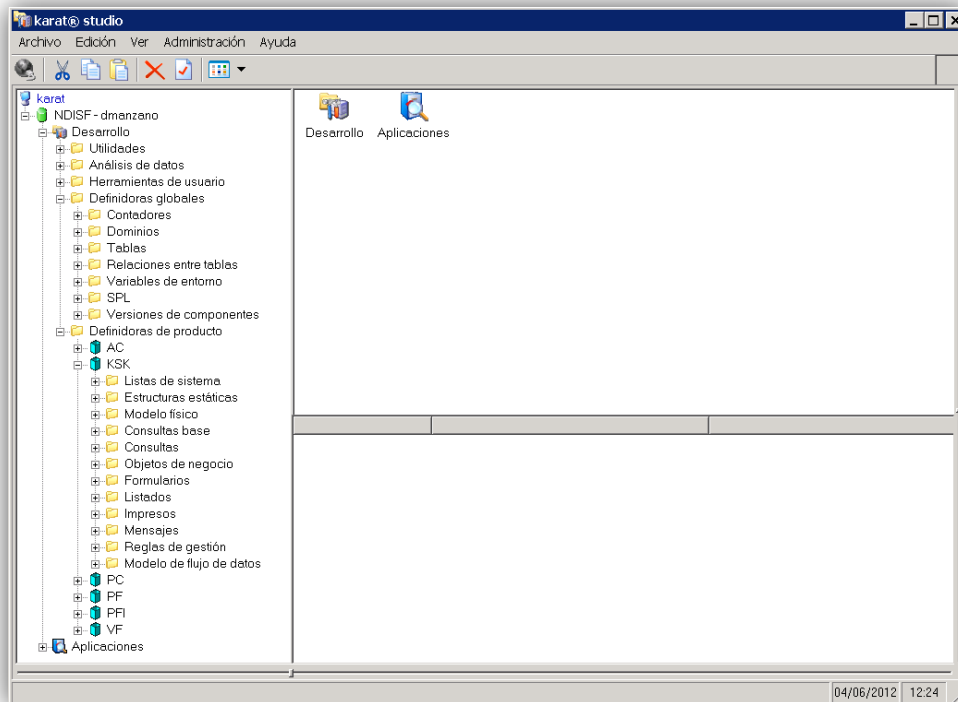 karat® studio
Archivo Edición Ver Administración Ayuda
karat
NDISF - dmanzano
Desarrollo
Utilidades
Análisis de datos
Herramientas de usuario
Definidoras globales
Contadores
Dominios
Tablas
Relaciones entre tablas
Variables de entorno
SPL
Versiones de componentes
Definidoras de producto
AC
KSK
Listas de sistema
Estructuras estáticas
Modelo físico
Consultas base
Consultas
Objetos de negocio
Formularios
Listados
Impresos
Mensajes
Reglas de gestión
Modelo de flujo de datos
PC
PF
PFI
VF
Aplicaciones
Desarrollo Aplicaciones
04/06/2012 12:24